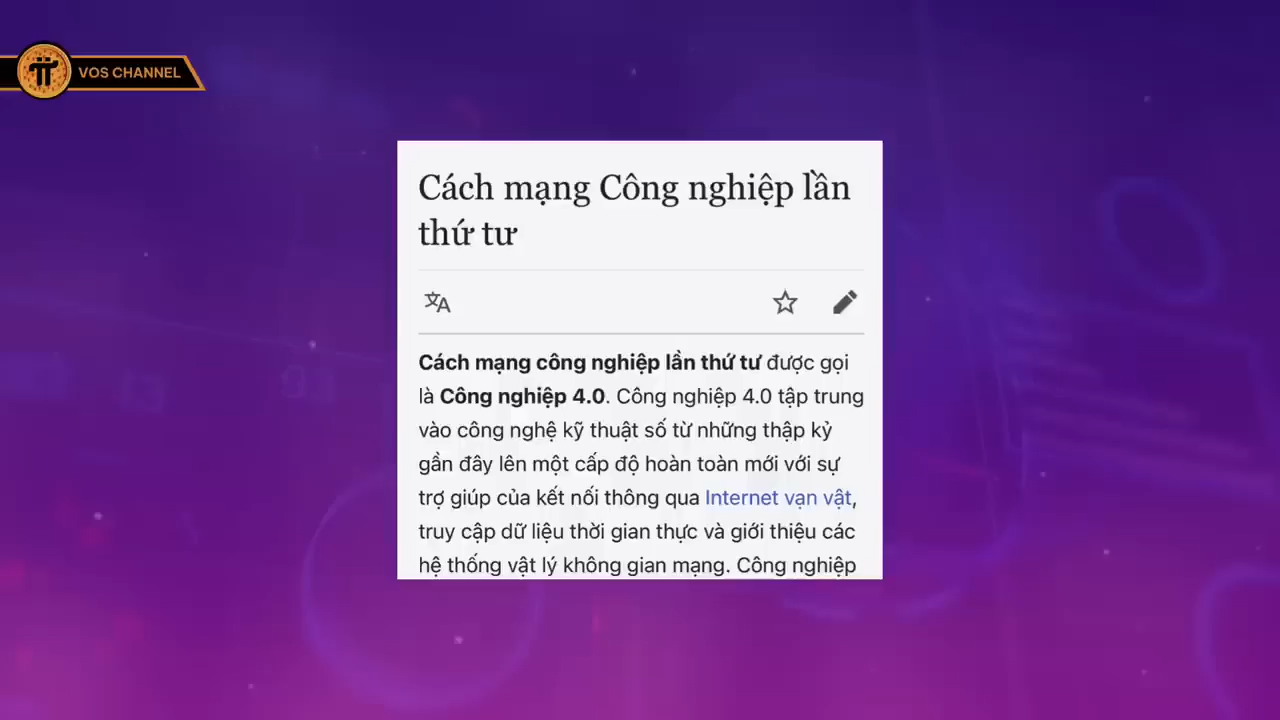 VOS CHANNEL
Cách mạng Công nghiệp lần
thứ tư
Cách mạng công nghiệp lần thứ tư được gọi
là Công nghiệp 4.0. Công nghiệp 4.0 tập trung
vào công nghệ kỹ thuật số từ những thập kỷ
gần đây lên một cấp độ hoàn toàn mới với sự
trợ giúp của kết nối thông qua Internet vạn vật,
truy cập dữ liệu thời gian thực và giới thiệu các
hệ thống vật lý không gian mạng. Công nghiệp